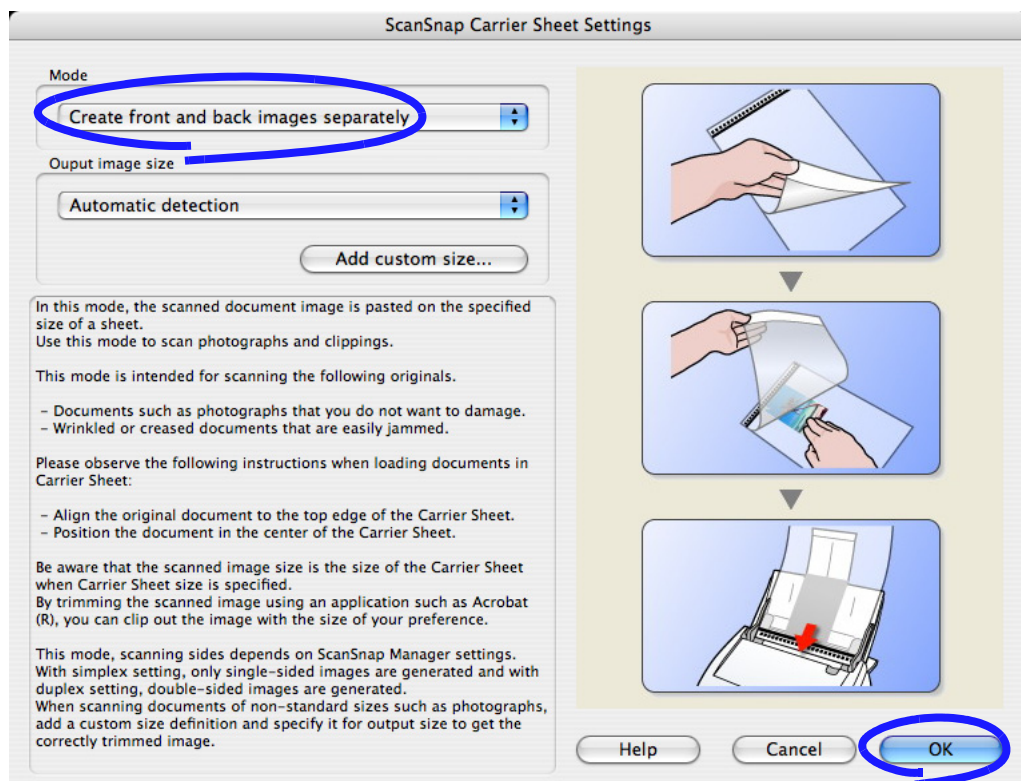 ScanSnap Carrier Sheet Settings
Mode
Create front and back images separately
Ouput image size
Automatic detection
Add custom size...
In this mode, the scanned document image is pasted on the specified
size of a sheet.
Use this mode to scan photographs and clippings.
This mode is intended for scanning the following originals.
– Documents such as photographs that you do not want to damage.
– Wrinkled or creased documents that are easily jammed.
Please observe the following instructions when loading documents in
Carrier Sheet:
– Align the original document to the top edge of the Carrier Sheet.
– Position the document in the center of the Carrier Sheet.
Be aware that the scanned image size is the size of the Carrier Sheet
when Carrier Sheet size is specified.
By trimming the scanned image using an application such as Acrobat
(R), you can clip out the image with the size of your preference.
This mode, scanning sides depends on ScanSnap Manager settings.
With simplex setting, only single-sided images are generated and with
duplex setting, double-sided images are generated.
When scanning documents of non-standard sizes such as photographs,
add a custom size definition and specify it for output size to get the
correctly trimmed image.
Help
Cancel
OK